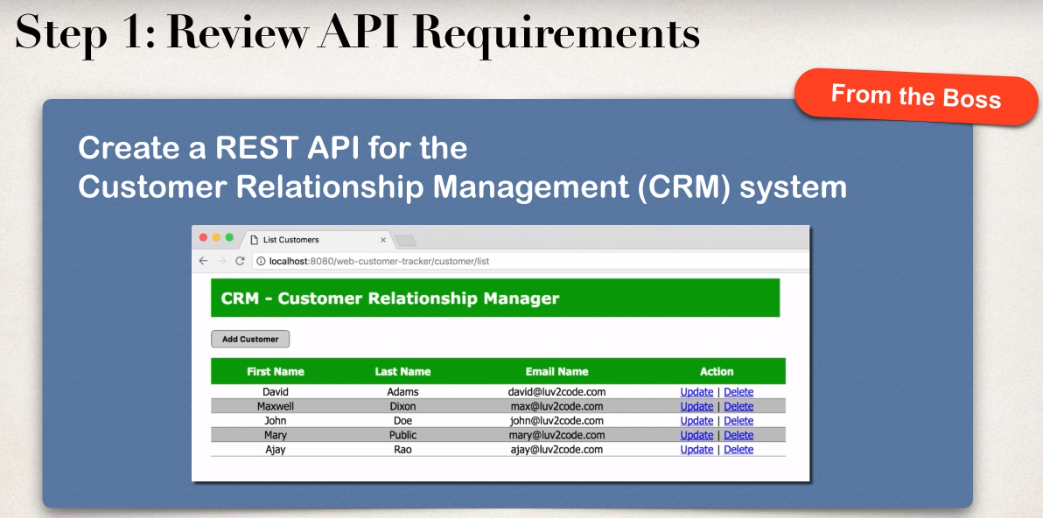 Step 1: Review API Requirements
From the Boss
Create a REST API for the
Customer Relationship Management (CRM) system
List Customers
localhost:8080/web-customer-tracker/customer/list
CRM - Customer Relationship Manager
Add Customer
First Name Last Name Email Name Action
David Adams david@luv2code.com Update | Delete
Maxwell Dixon max@luv2code.com Update | Delete
John Doe john@luv2code.com Update | Delete
Mary Public mary@luv2code.com Update | Delete
Ajay Rao ajay@luv2code.com Update | Delete